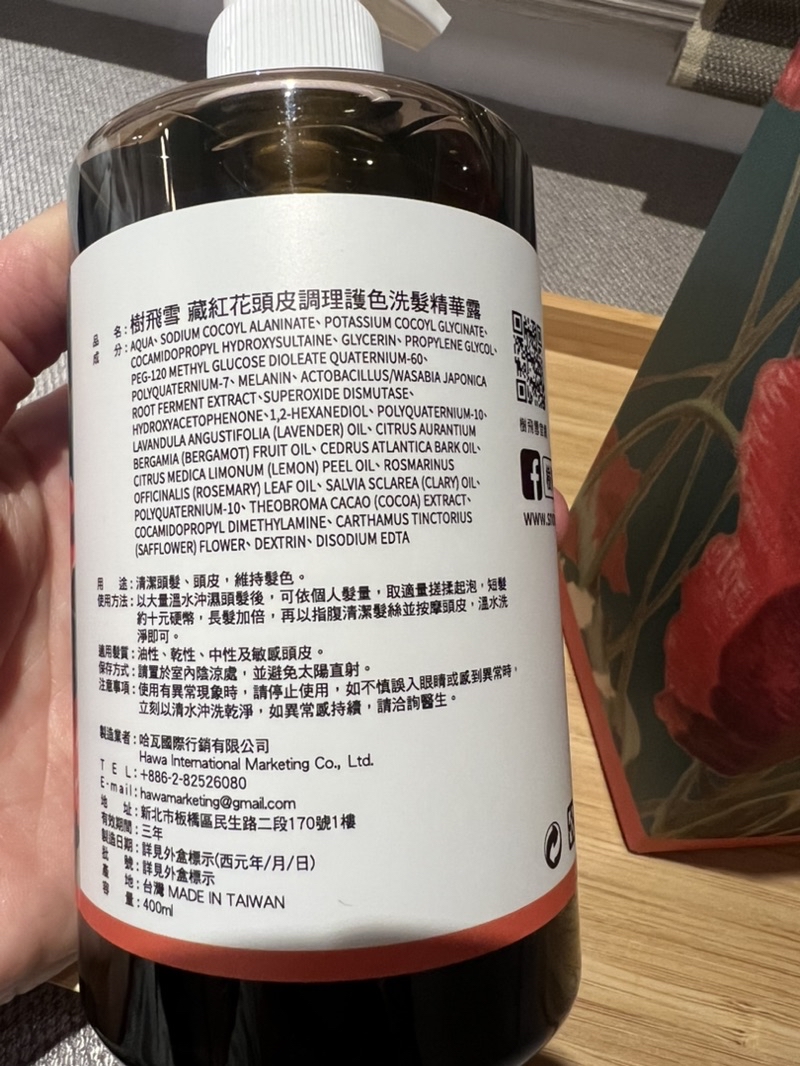 品名：樹飛雪 藏紅花頭皮調理護色洗髮精華露
成分：AQUA、SODIUM COCOYL ALANINATE、POTASSIUM COCOYL GLYCINATE、
COCAMIDOPROPYL HYDROXYSULTAINE、GLYCERIN、PROPYLENE GLYCOL、
PEG-120 METHYL GLUCOSE DIOLEATE QUATERNIUM-60、
POLYQUATERNIUM-7、MELANIN、ACTOBACILLUS/WASABIA JAPONICA
ROOT FERMENT EXTRACT、SUPEROXIDE DISMUTASE、
HYDROXYACETOPHENONE、1,2-HEXANEDIOL、POLYQUATERNIUM-10、
LAVANDULA ANGUSTIFOLIA (LAVENDER) OIL、CITRUS AURANTIUM
BERGAMIA (BERGAMOT) FRUIT OIL、CEDRUS ATLANTICA BARK OIL、
CITRUS MEDICA LIMONUM (LEMON) PEEL OIL、ROSMARINUS
OFFICINALIS (ROSEMARY) LEAF OIL、SALVIA SCLAREA (CLARY) OIL、
POLYQUATERNIUM-10、THEOBROMA CACAO (COCOA) EXTRACT、
COCAMIDOPROPYL DIMETHYLAMINE、CARTHAMUS TINCTORIUS
(SAFFLOWER) FLOWER、DEXTRIN、DISODIUM EDTA
用途：清潔頭髮、頭皮，維持髮色。
使用方法：以大量溫水沖濕頭髮後，可依個人髮量，取適量搓揉起泡，短髮
約十元硬幣，長髮加倍，再以指腹清潔髮絲並按摩頭皮，溫水洗
淨即可。
適用髮質：油性、乾性、中性及敏感頭皮。
保存方式：請置於室內陰涼處，並避免太陽直射。
注意事項：使用有異常現象時，請停止使用，如不慎誤入眼睛或感到異常時，
立刻以清水沖洗乾淨，如異常感持續，請洽詢醫生。
製造業者：哈瓦國際行銷有限公司
Hawa International Marketing Co., Ltd.
TEL：+886-2-82526080
E-mail：hawamarketing@gmail.com
地址：新北市板橋區民生路二段170號1樓
有效期間：三年
製造日期：詳見外盒標示(西元年/月/日)
批號：詳見外盒標示
產地：台灣 MADE IN TAIWAN
容量：400ml
樹飛雪官
f